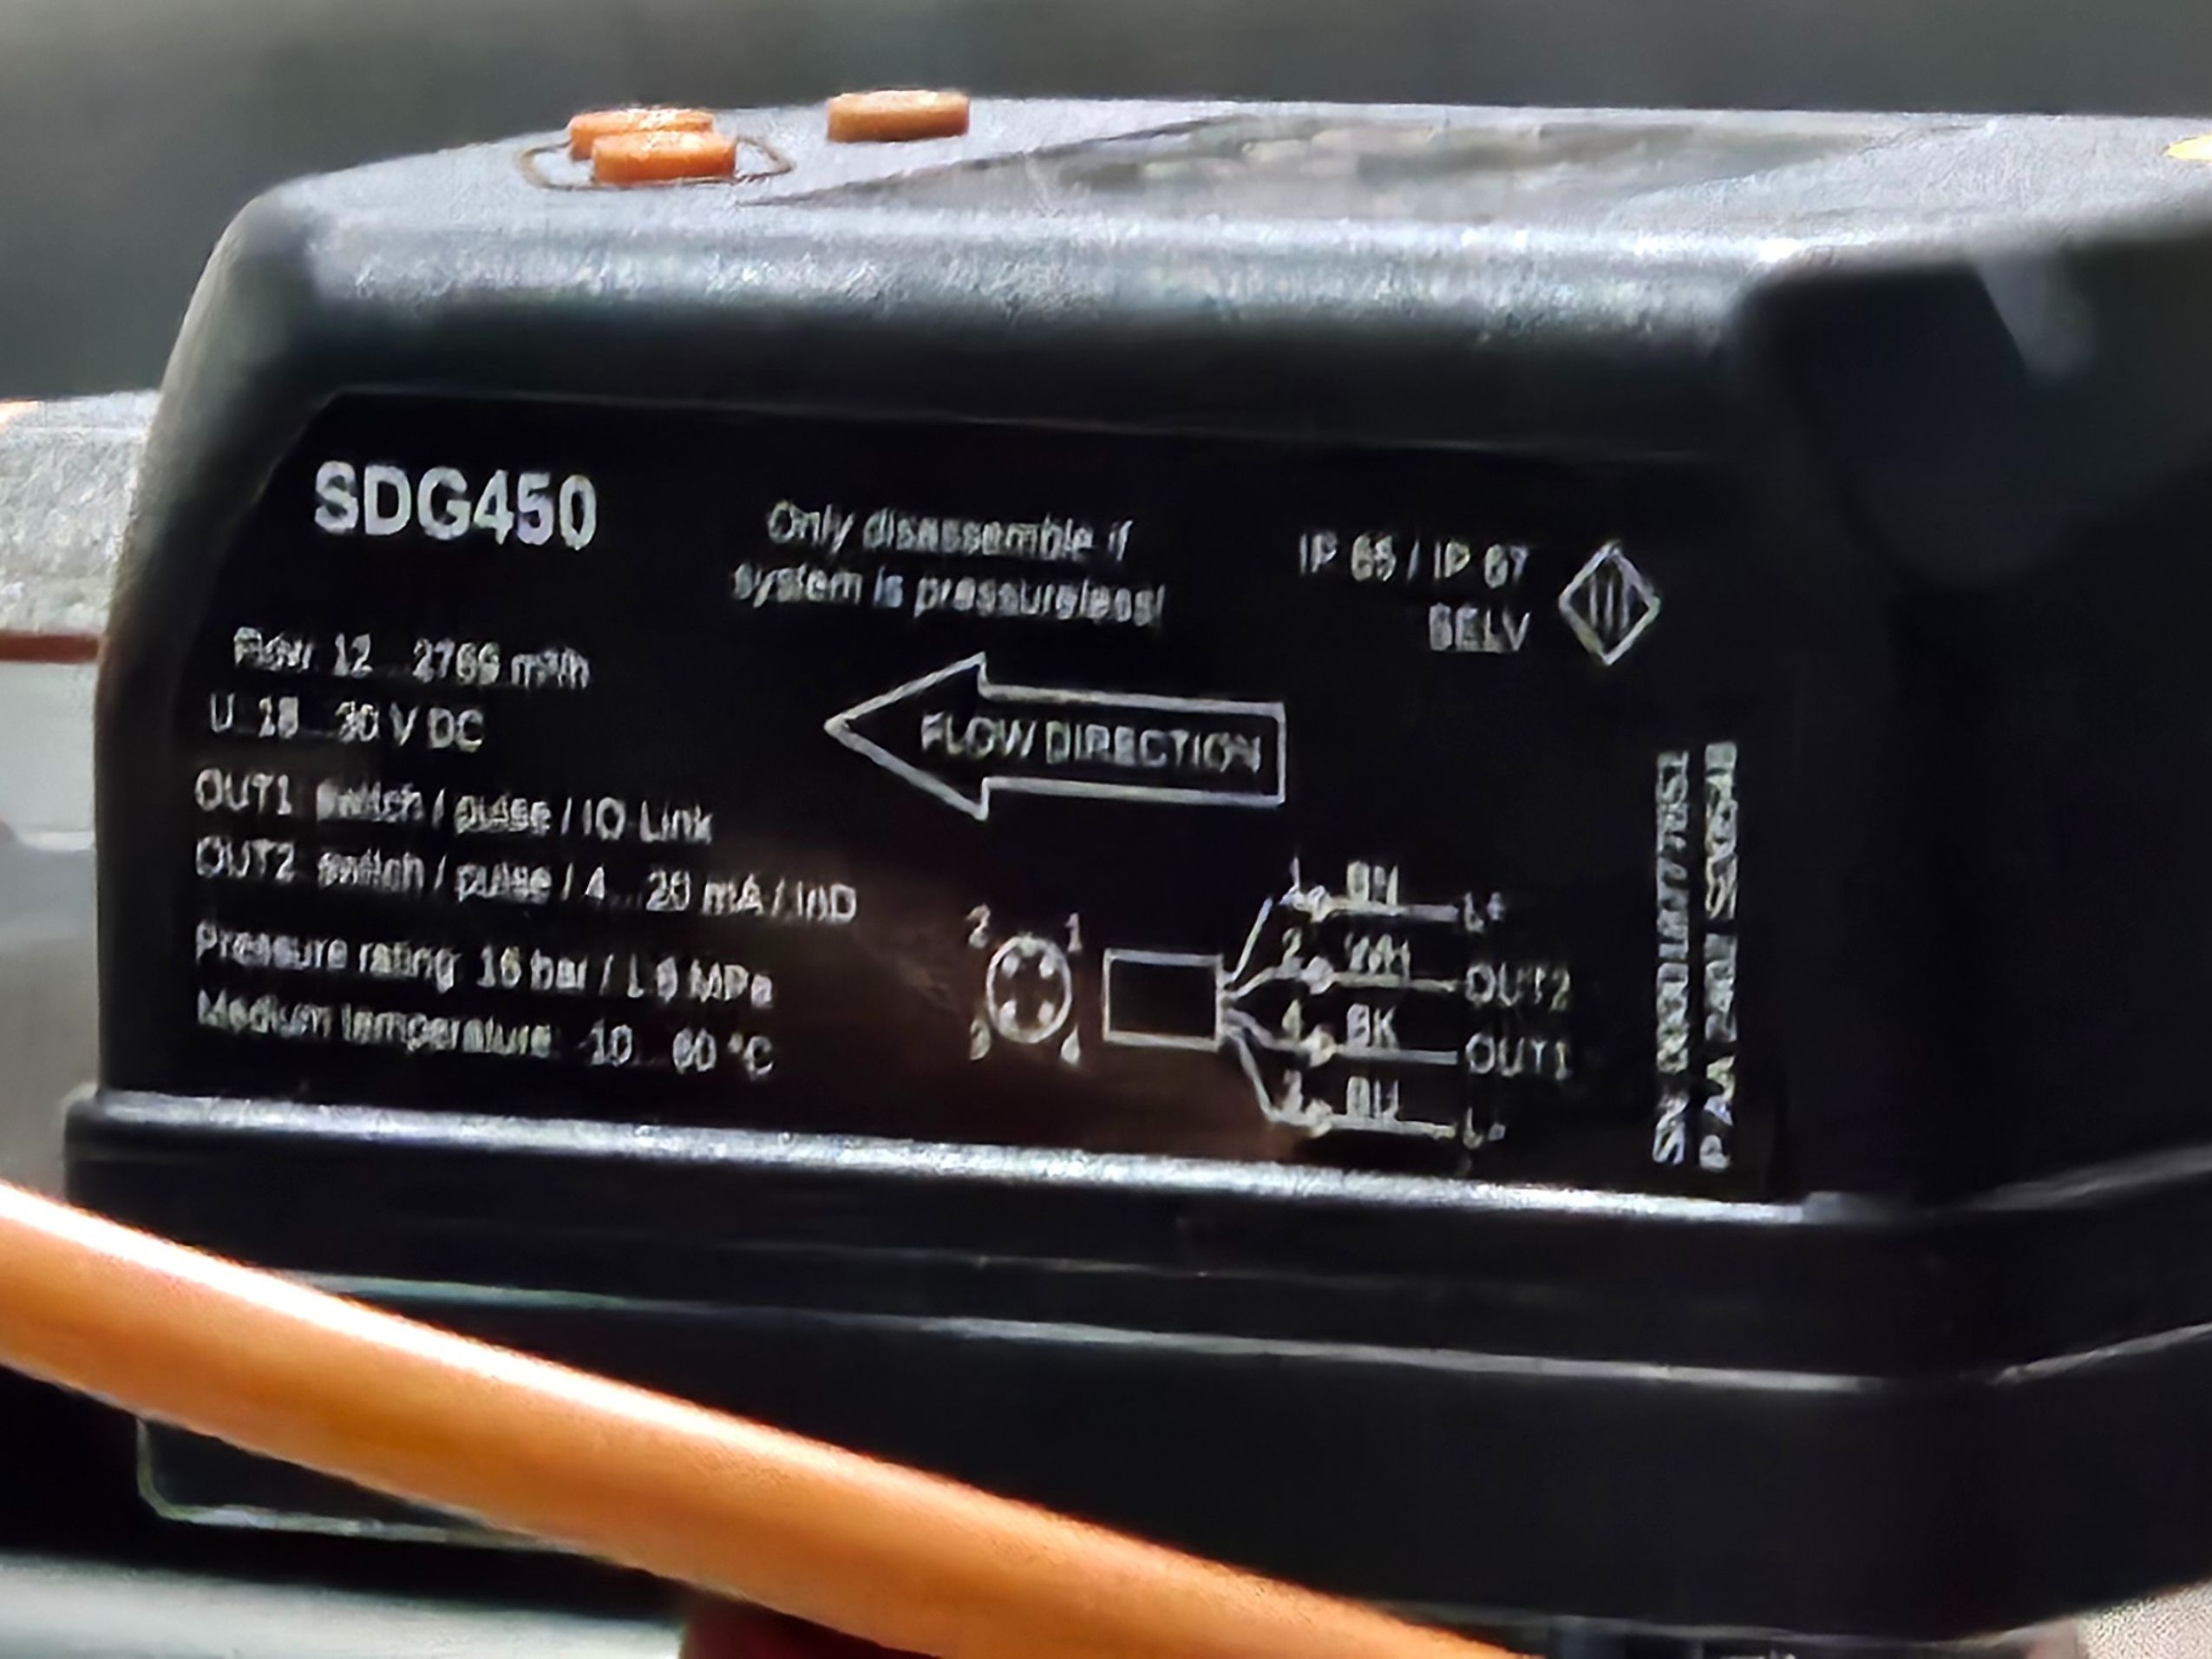 SDG450
Only disassemble if
system is pressureless!
IP 65 / IP 67
SELV
Flow: 12...2769 m³/h
U: 18...30 V DC
OUT1: switch / pulse / IO-Link
OUT2: switch / pulse / 4...20 mA / InD
Pressure rating: 16 bar / 1.6 MPa
Medium temperature: -10...60 °C
FLOW DIRECTION
2 1
3 4
1 BN L+
2 WH OUT2
4 BK OUT1
3 BU
SN: